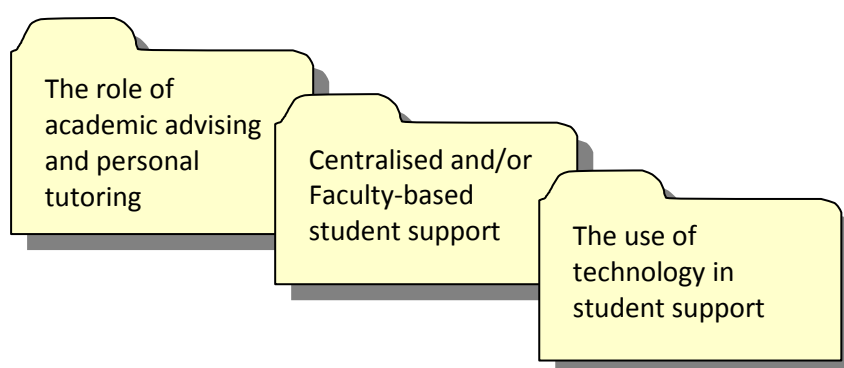 The role of
academic advising
and personal
tutoring
Centralised and/or
Faculty-based
student support
The use of
technology in
student support